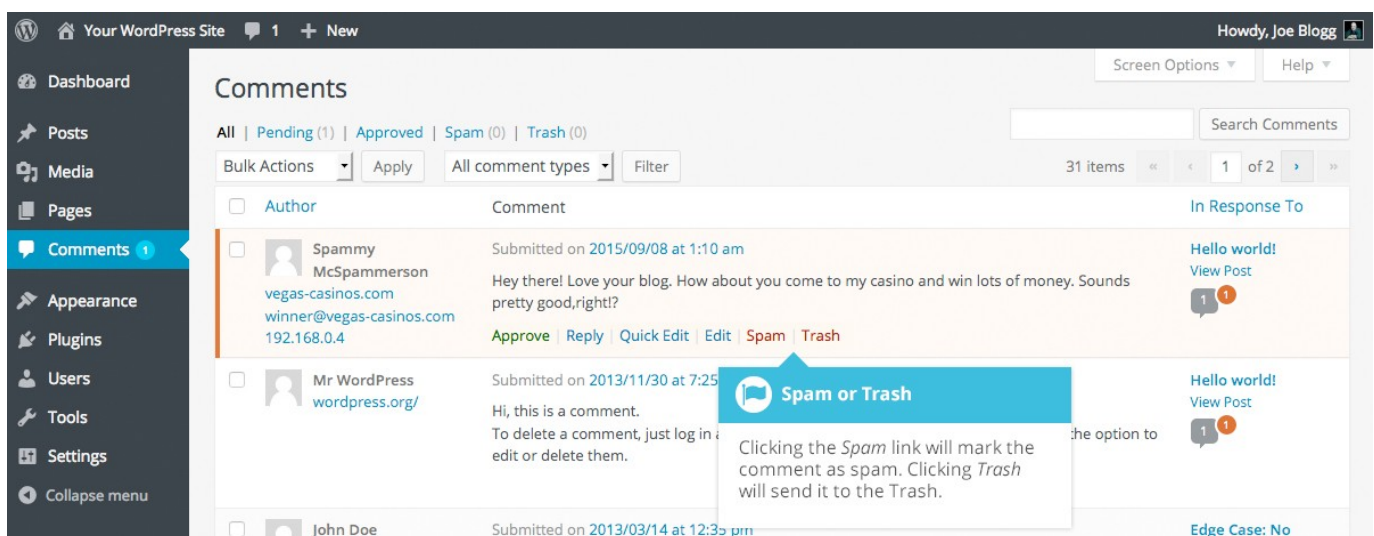 Your WordPress Site 1 + New Howdy, Joe Blogg
Dashboard
Posts
Media
Pages
Comments 1
Appearance
Plugins
Users
Tools
Settings
Collapse menu
Screen Options Help
Comments
All | Pending (1) | Approved | Spam (0) | Trash (0)
Search Comments
Bulk Actions Apply All comment types Filter 31 items « ‹ 1 of 2 › »
Author Comment In Response To
Spammy
McSpammerson
vegas-casinos.com
winner@vegas-casinos.com
192.168.0.4
Submitted on 2015/09/08 at 1:10 am
Hey there! Love your blog. How about you come to my casino and win lots of money. Sounds
pretty good,right!?
Approve | Reply | Quick Edit | Edit | Spam | Trash
Hello world!
View Post
1 1
Mr WordPress
wordpress.org/
Submitted on 2013/11/30 at 7:25
Hi, this is a comment.
To delete a comment, just log in the option to
edit or delete them.
Hello world!
View Post
1 1
Spam or Trash
Clicking the Spam link will mark the
comment as spam. Clicking Trash
will send it to the Trash.
John Doe
Submitted on 2013/03/14 at 12:35 pm
Edge Case: No